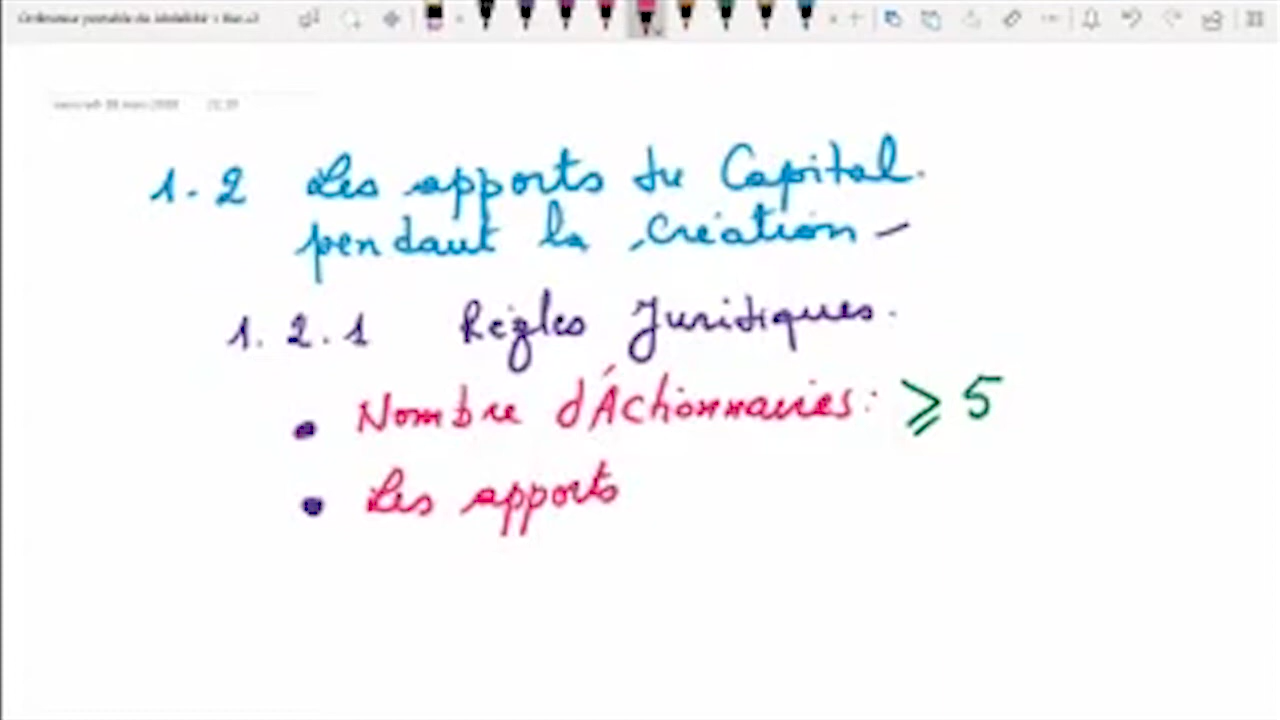 1.2 Les apports du Capital.
pendant la création -
1.2.1 Règles Juridiques.
• Nombre d'Actionnaires : ⩾ 5
• Les apports